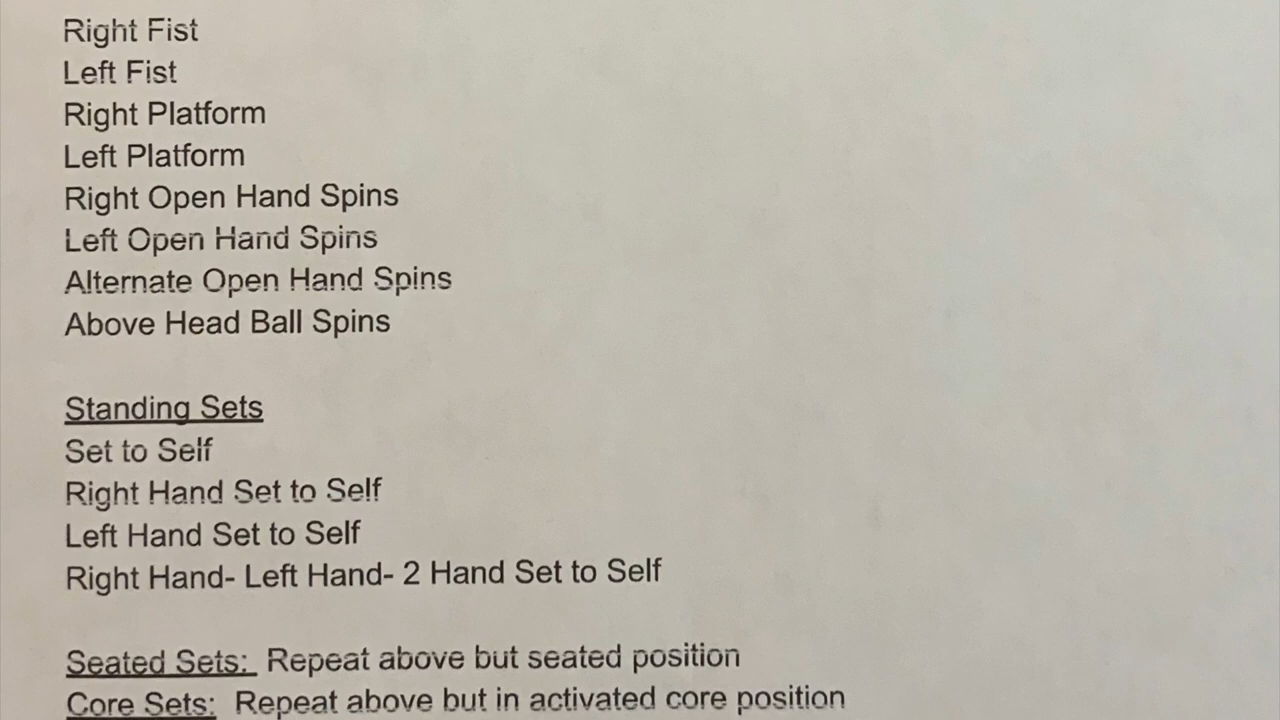 Right Fist
Left Fist
Right Platform
Left Platform
Right Open Hand Spins
Left Open Hand Spins
Alternate Open Hand Spins
Above Head Ball Spins
Standing Sets
Set to Self
Right Hand Set to Self
Left Hand Set to Self
Right Hand- Left Hand- 2 Hand Set to Self
Seated Sets: Repeat above but seated position
Core Sets: Repeat above but in activated core position